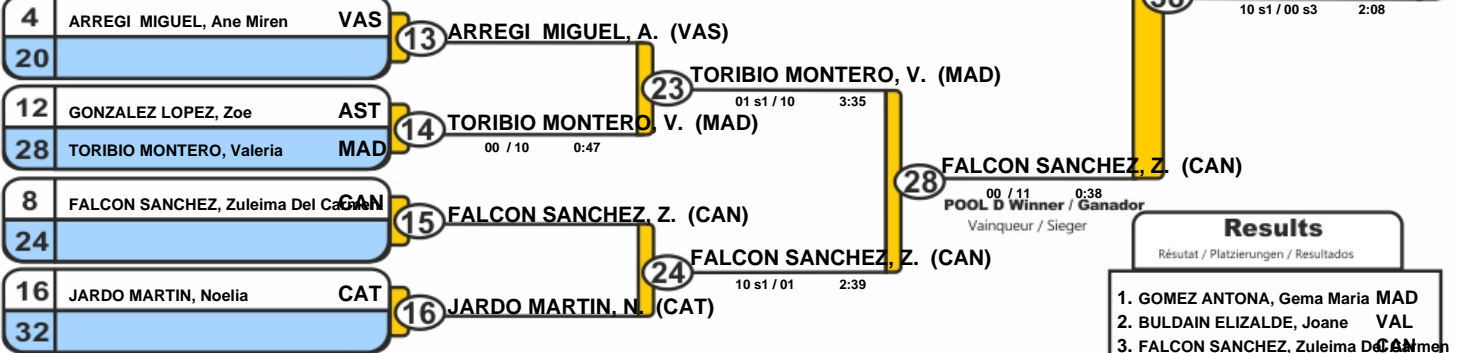 10 s1 / 00 s3 2:08
4 ARREGI MIGUEL, Ane Miren VAS
20
13 ARREGI MIGUEL, A. (VAS)
23 TORIBIO MONTERO, V. (MAD)
01 s1 / 10 3:35
12 GONZALEZ LOPEZ, Zoe AST
28 TORIBIO MONTERO, Valeria MAD
14 TORIBIO MONTERO, V. (MAD)
00 / 10 0:47
28 FALCON SANCHEZ, Z. (CAN)
00 / 11 0:38
POOL D Winner / Ganador
Vainqueur / Sieger
8 FALCON SANCHEZ, Zuleima Del Carmen CAN
24
15 FALCON SANCHEZ, Z. (CAN)
24 FALCON SANCHEZ, Z. (CAN)
10 s1 / 01 2:39
16 JARDO MARTIN, Noelia CAT
32
16 JARDO MARTIN, N. (CAT)
Results
Résutat / Platzierungen / Resultados
1. GOMEZ ANTONA, Gema Maria MAD
2. BULDAIN ELIZALDE, Joane VAL
3. FALCON SANCHEZ, Zuleima Del Carmen CAN